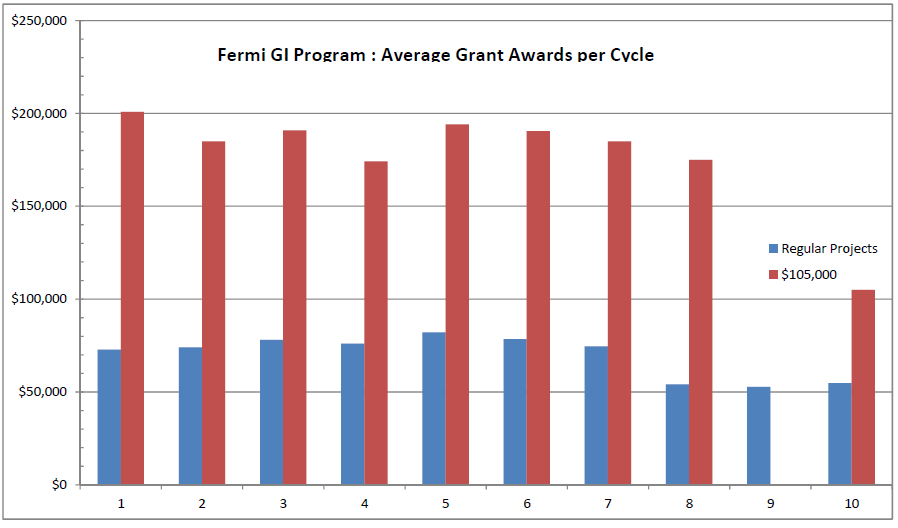 Fermi GI Program : Average Grant Awards per Cycle
$250,000
$200,000
$150,000
$100,000
$50,000
$0
Regular Projects
$105,000
1 2 3 4 5 6 7 8 9 10